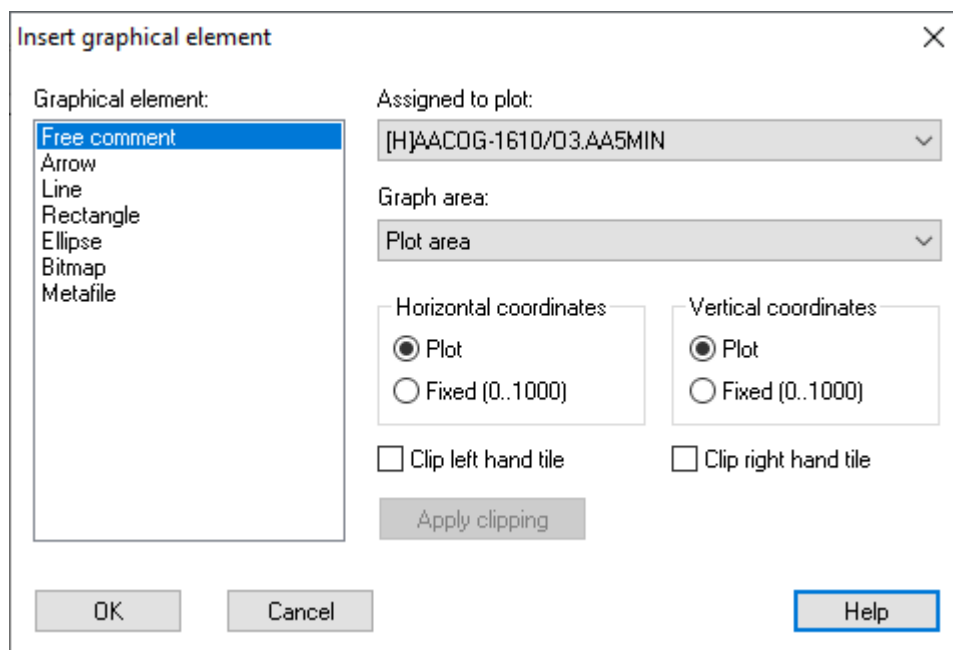 Insert graphical element
Graphical element:
Free comment
Arrow
Line
Rectangle
Ellipse
Bitmap
Metafile
Assigned to plot:
[H]AACOG-1610/O3.AA5MIN
Graph area:
Plot area
Horizontal coordinates
Plot
Fixed (0..1000)
Vertical coordinates
Plot
Fixed (0..1000)
Clip left hand tile
Clip right hand tile
Apply clipping
OK
Cancel
Help